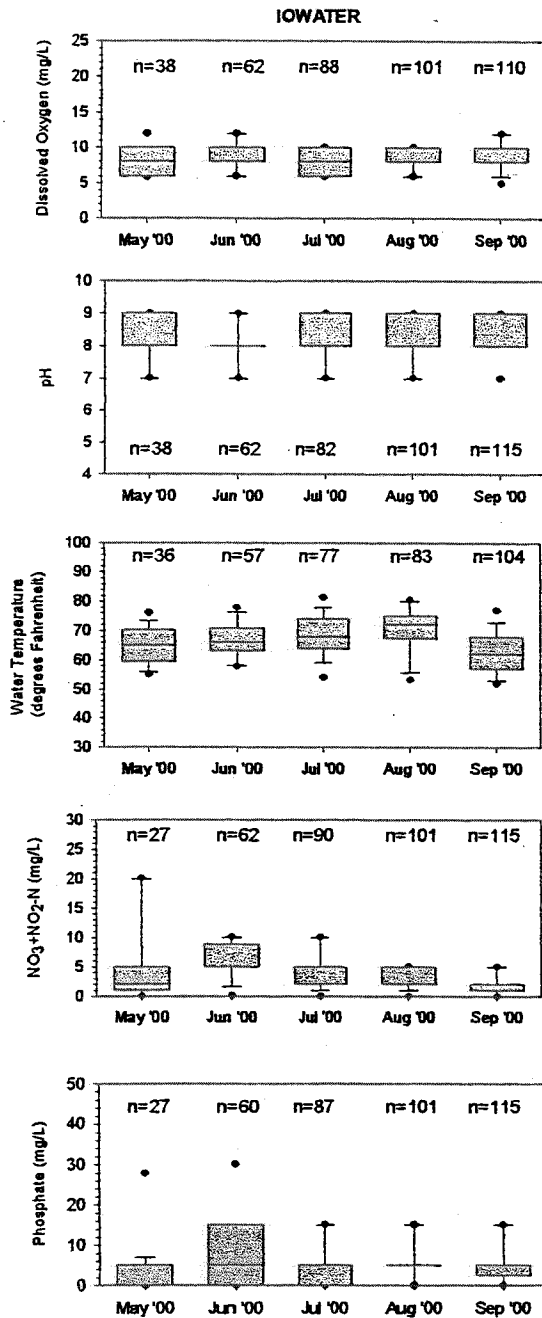 IOWATER
Dissolved Oxygen (mg/L)
25
20
15
10
5
0
n=38 n=62 n=88 n=101 n=110
May '00 Jun '00 Jul '00 Aug '00 Sep '00
pH
10
9
8
7
6
5
4
n=38 n=62 n=82 n=101 n=115
May '00 Jun '00 Jul '00 Aug '00 Sep '00
Water Temperature
(degrees Fahrenheit)
100
90
80
70
60
50
40
30
n=36 n=57 n=77 n=83 n=104
May '00 Jun '00 Jul '00 Aug '00 Sep '00
NO3+NO2-N (mg/L)
30
25
20
15
10
5
0
n=27 n=62 n=90 n=101 n=115
May '00 Jun '00 Jul '00 Aug '00 Sep '00
Phosphate (mg/L)
50
40
30
20
10
0
n=27 n=60 n=87 n=101 n=115
May '00 Jun '00 Jul '00 Aug '00 Sep '00